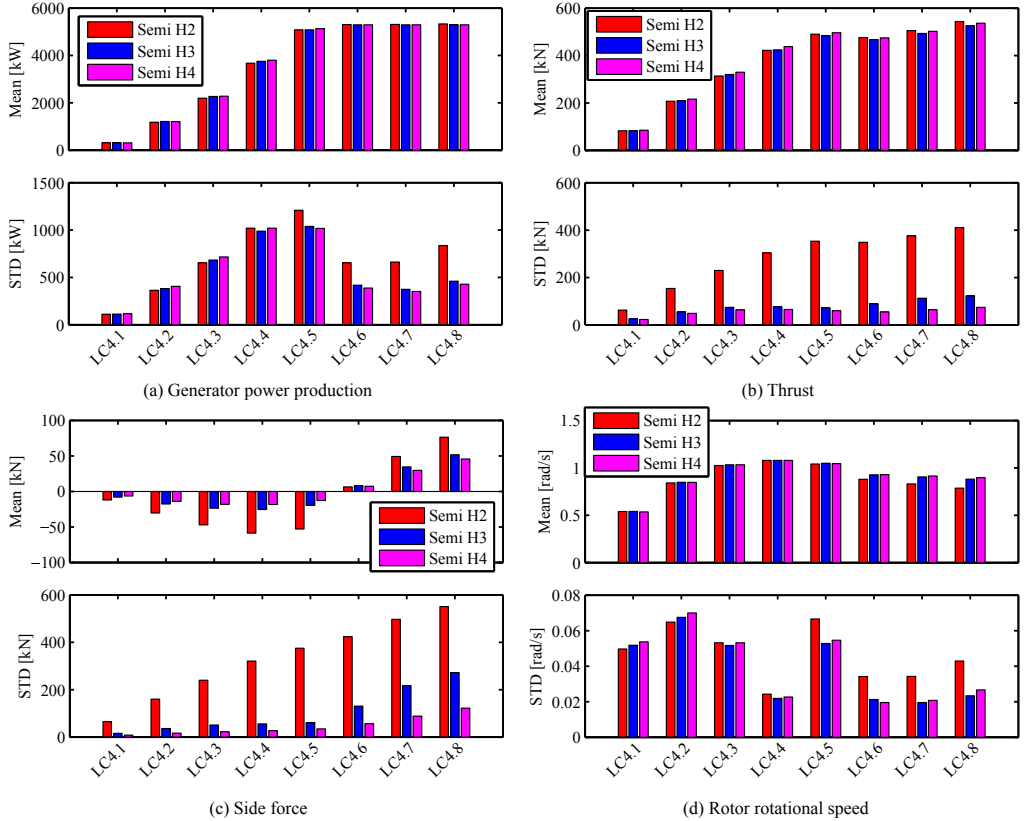 Mean [kW]
6000
4000
2000
0
Semi H2
Semi H3
Semi H4
STD [kW]
1500
1000
500
0
LC4.1
LC4.2
LC4.3
LC4.4
LC4.5
LC4.6
LC4.7
LC4.8
(a) Generator power production
Mean [kN]
600
400
200
0
Semi H2
Semi H3
Semi H4
STD [kN]
600
400
200
0
LC4.1
LC4.2
LC4.3
LC4.4
LC4.5
LC4.6
LC4.7
LC4.8
(b) Thrust
Mean [kN]
100
50
0
−50
−100
Semi H2
Semi H3
Semi H4
STD [kN]
600
400
200
0
LC4.1
LC4.2
LC4.3
LC4.4
LC4.5
LC4.6
LC4.7
LC4.8
(c) Side force
Mean [rad/s]
1.5
1
0.5
0
Semi H2
Semi H3
Semi H4
STD [rad/s]
0.08
0.06
0.04
0.02
0
LC4.1
LC4.2
LC4.3
LC4.4
LC4.5
LC4.6
LC4.7
LC4.8
(d) Rotor rotational speed